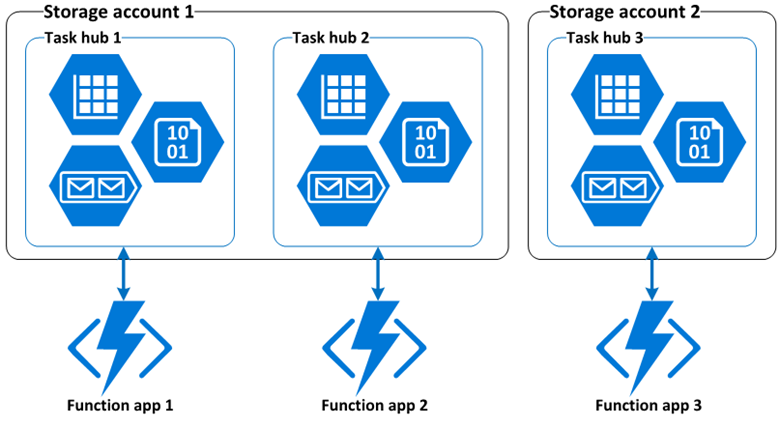 Storage account 1
Storage account 2
Task hub 1
Task hub 2
Task hub 3
10
01
10
01
10
01
Function app 1
Function app 2
Function app 3